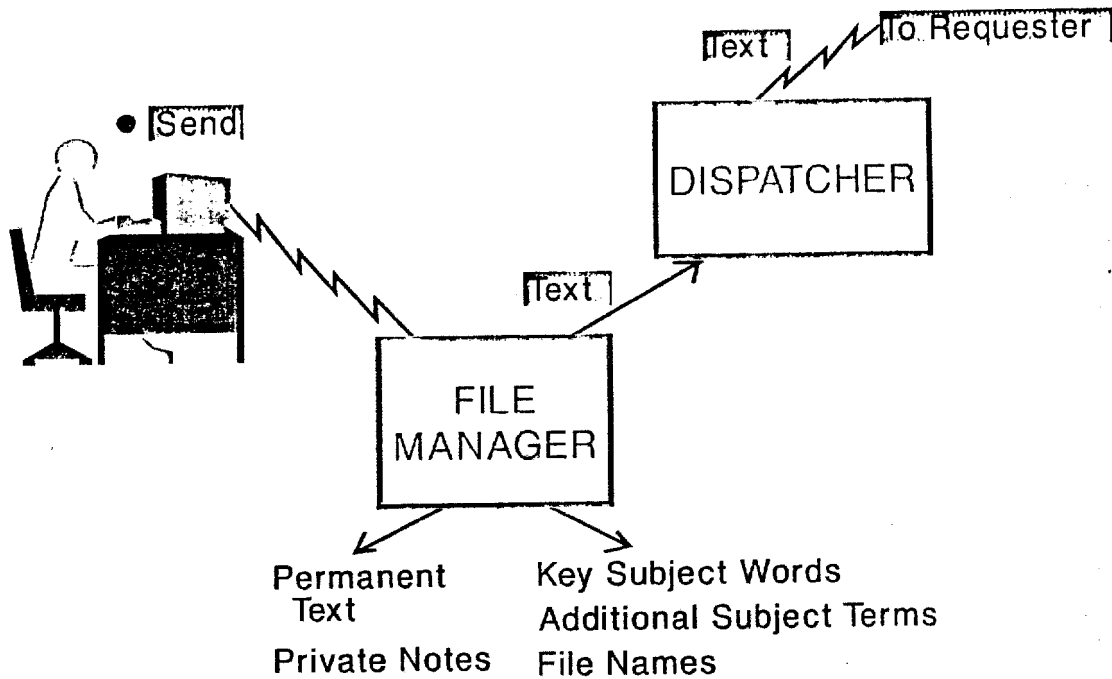 Text
To Requester
Send
DISPATCHER
Text
FILE
MANAGER
Permanent
Text
Private Notes
Key Subject Words
Additional Subject Terms
File Names